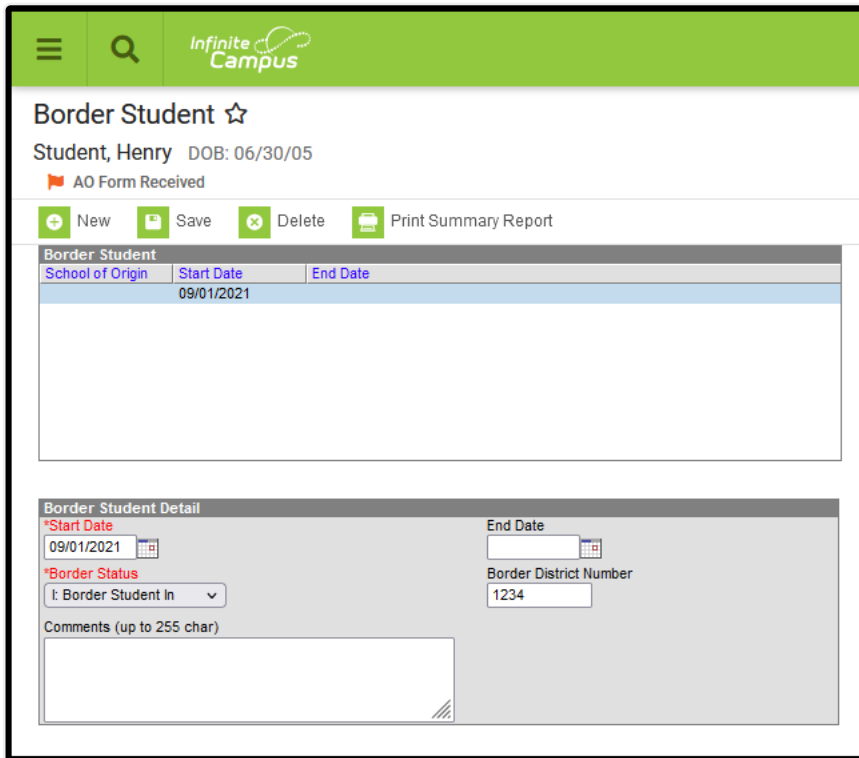 Infinite
Campus
Border Student
Student, Henry DOB: 06/30/05
AO Form Received
New Save Delete Print Summary Report
Border Student
School of Origin Start Date End Date
09/01/2021
Border Student Detail
*Start Date End Date
09/01/2021
*Border Status Border District Number
I: Border Student In 1234
Comments (up to 255 char)